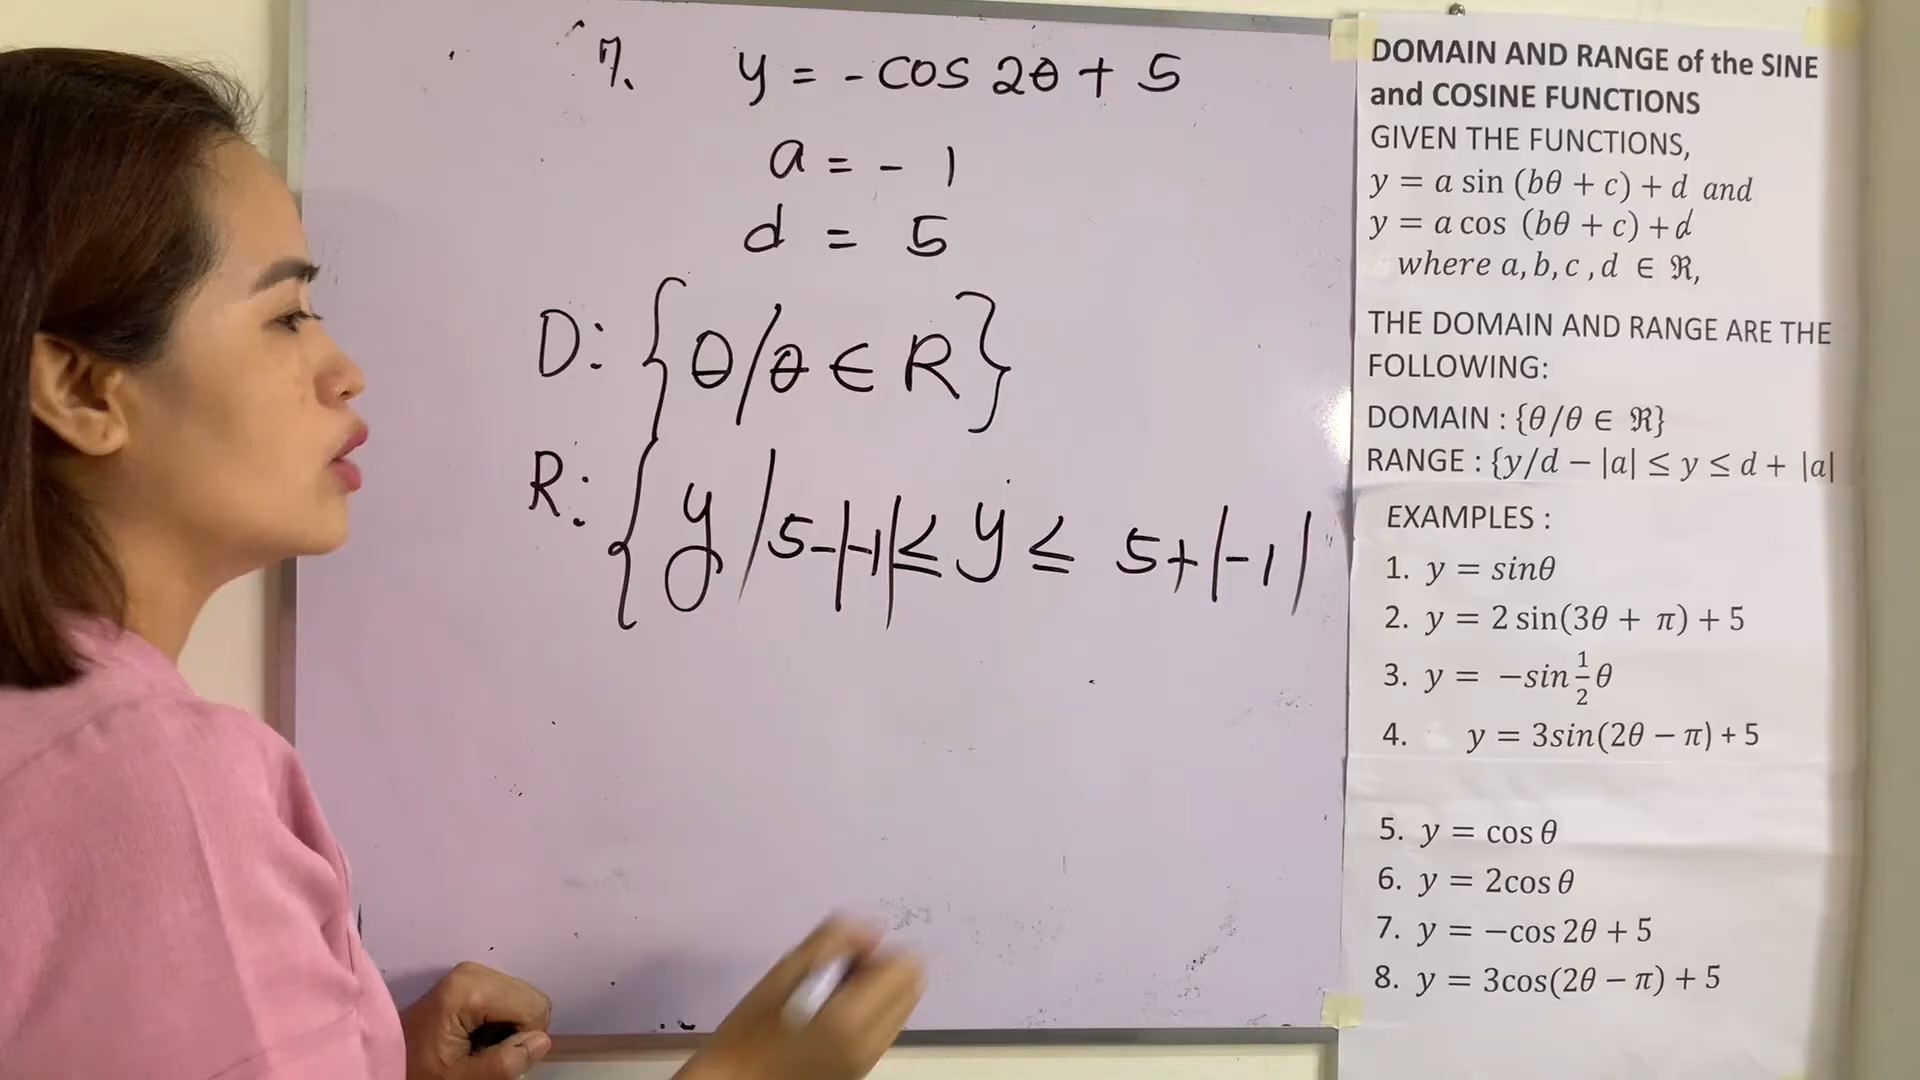 7. y = -cos 2θ + 5
a = - 1
d = 5
D: {θ/θ ∈ R}
R: {y/5-|-1| ≤ y ≤ 5+|-1|
DOMAIN AND RANGE of the SINE
and COSINE FUNCTIONS
GIVEN THE FUNCTIONS,
y = a sin (bθ + c) + d and
y = a cos (bθ + c) + d
where a, b, c , d ∈ ℜ,
THE DOMAIN AND RANGE ARE THE
FOLLOWING:
DOMAIN : {θ/θ ∈ ℜ}
RANGE : {y/d − |a| ≤ y ≤ d + |a|
EXAMPLES :
1. y = sinθ
2. y = 2 sin(3θ + π) + 5
3. y = −sin 1/2 θ
4. y = 3sin(2θ − π) + 5
5. y = cos θ
6. y = 2cos θ
7. y = −cos 2θ + 5
8. y = 3cos(2θ − π) + 5